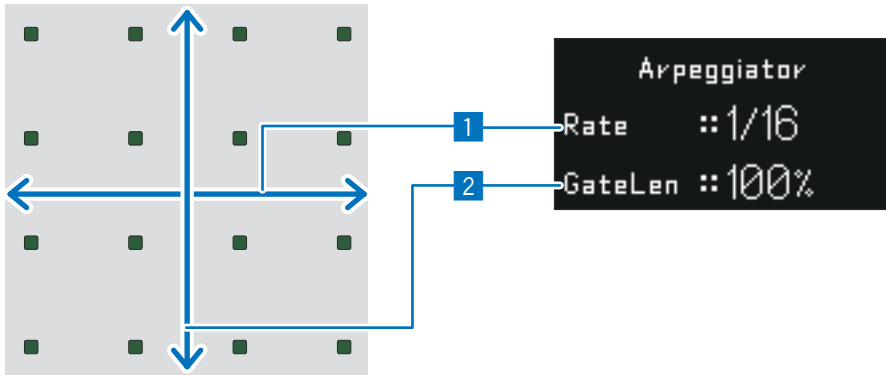 Arpeggiator
1
Rate ::1/16
2
GateLen ::100%